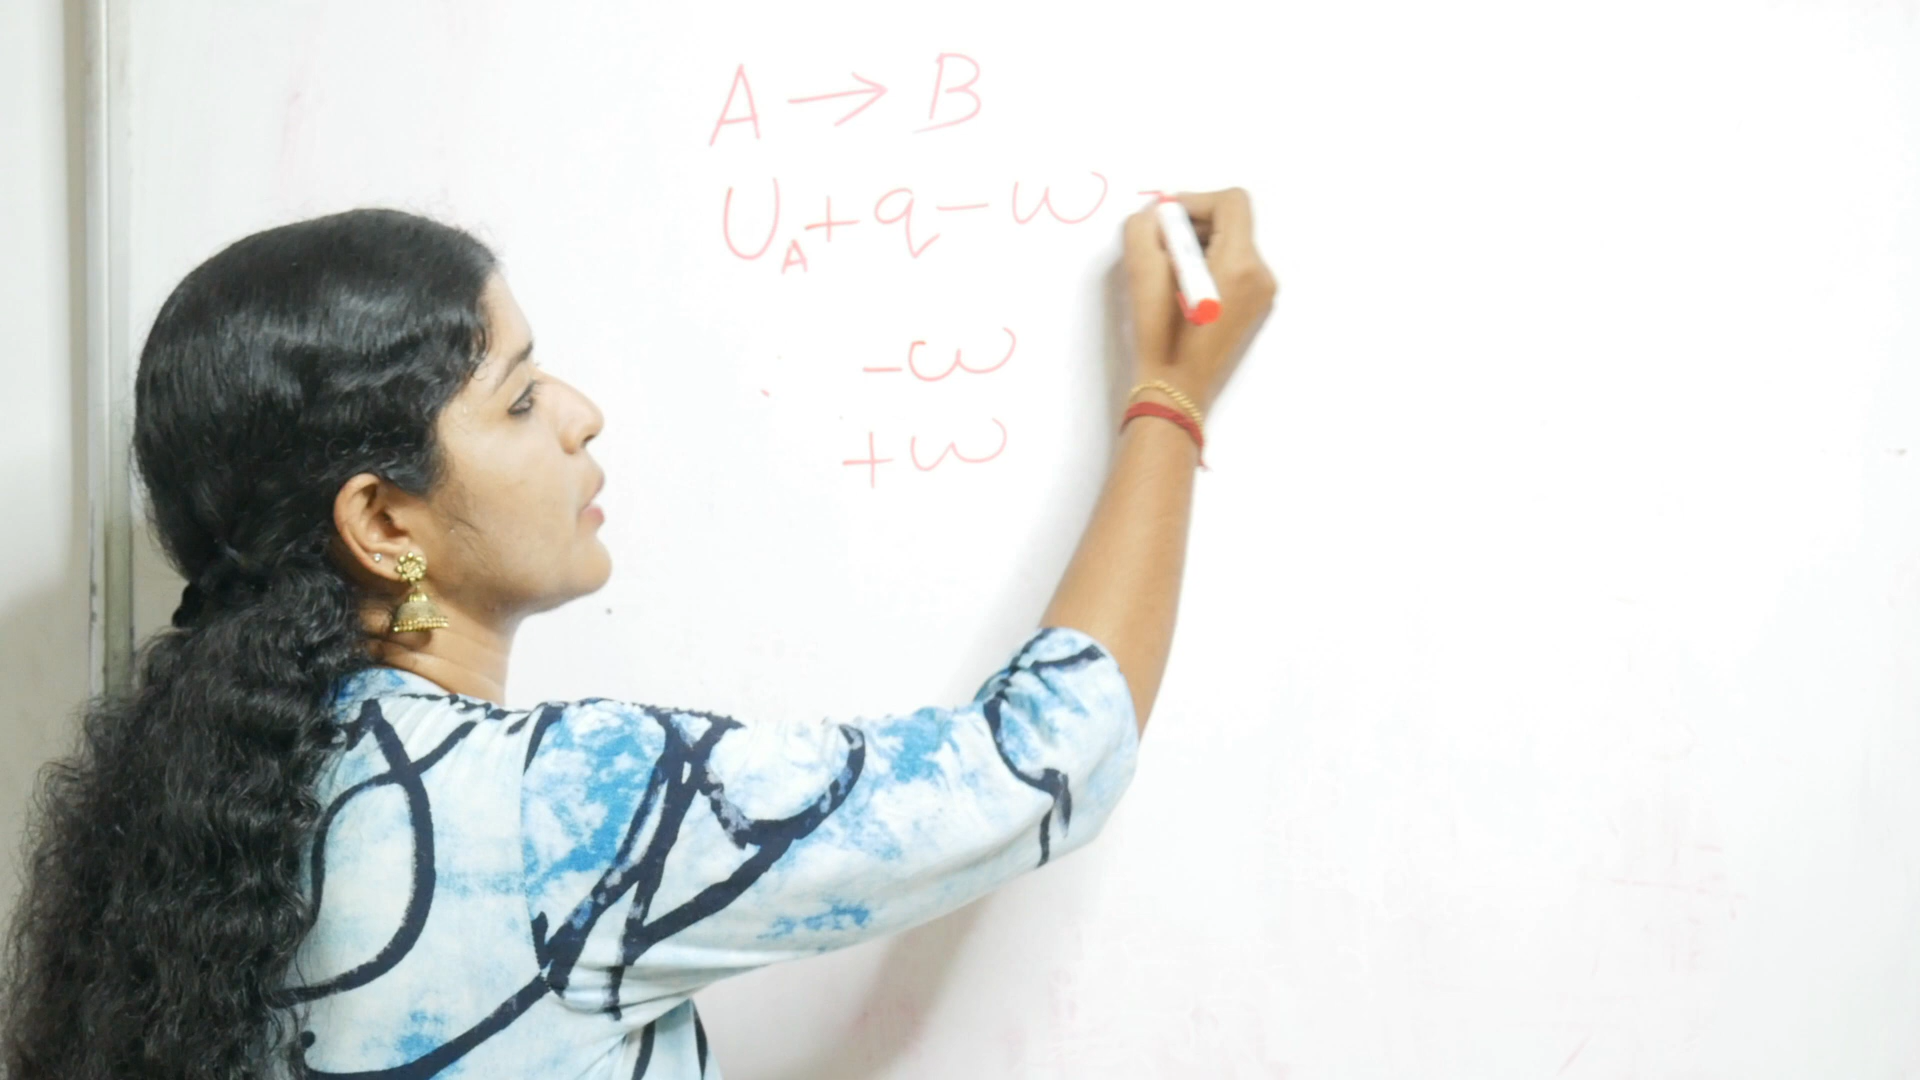 A → B
U_A + q - w =
- w
+ w